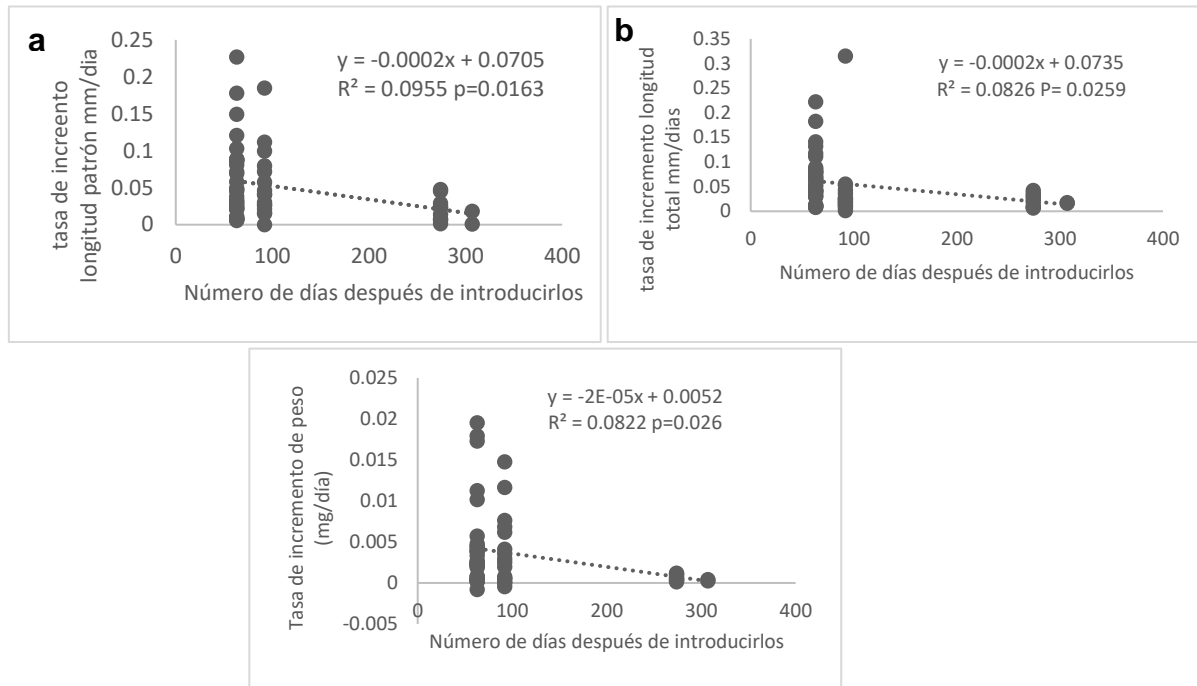 a
0.25
0.2
0.15
0.1
0.05
0
0
100
200
300
400
y = -0.0002x + 0.0705
R² = 0.0955 p=0.0163
tasa de increento
longitud patrón mm/dia
Número de días después de introducirlos
b
0.35
0.3
0.25
0.2
0.15
0.1
0.05
0
0
100
200
300
400
y = -0.0002x + 0.0735
R² = 0.0826 P= 0.0259
tasa de incremento longitud
total mm/dias
Número de días después de introducirlos
0.025
0.02
0.015
0.01
0.005
0
-0.005
0
100
200
300
400
y = -2E-05x + 0.0052
R² = 0.0822 p=0.026
Tasa de incremento de peso
(mg/día)
Número de días después de introducirlos